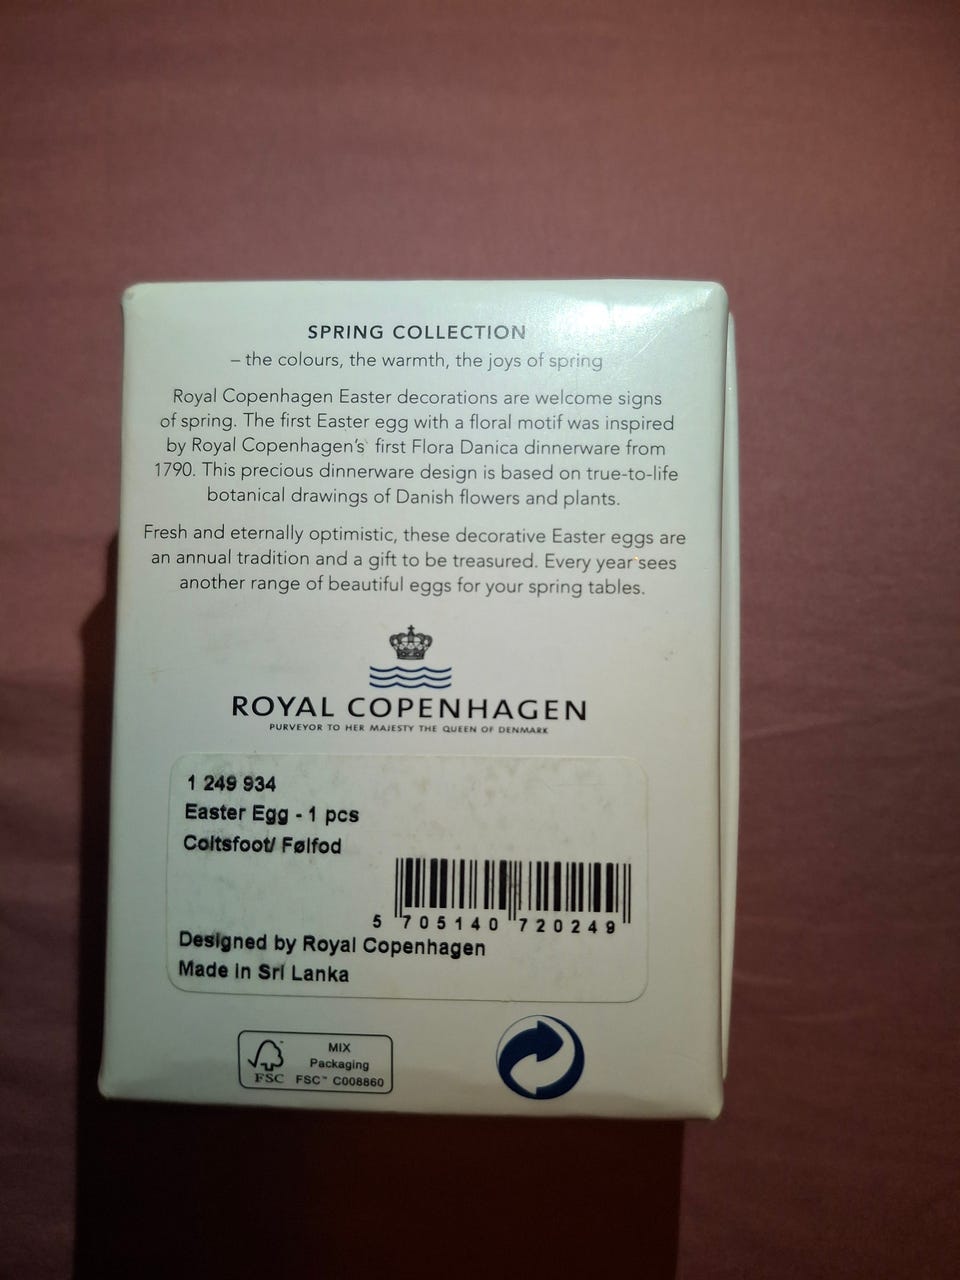 SPRING COLLECTION
– the colours, the warmth, the joys of spring
Royal Copenhagen Easter decorations are welcome signs
of spring. The first Easter egg with a floral motif was inspired
by Royal Copenhagen's first Flora Danica dinnerware from
1790. This precious dinnerware design is based on true-to-life
botanical drawings of Danish flowers and plants.
Fresh and eternally optimistic, these decorative Easter eggs are
an annual tradition and a gift to be treasured. Every year sees
another range of beautiful eggs for your spring tables.
ROYAL COPENHAGEN
PURVEYOR TO HER MAJESTY THE QUEEN OF DENMARK
1 249 934
Easter Egg - 1 pcs
Coltsfoot/ Følfod
5 705140 720249
Designed by Royal Copenhagen
Made in Sri Lanka
MIX
Packaging
FSC FSC™ C008860